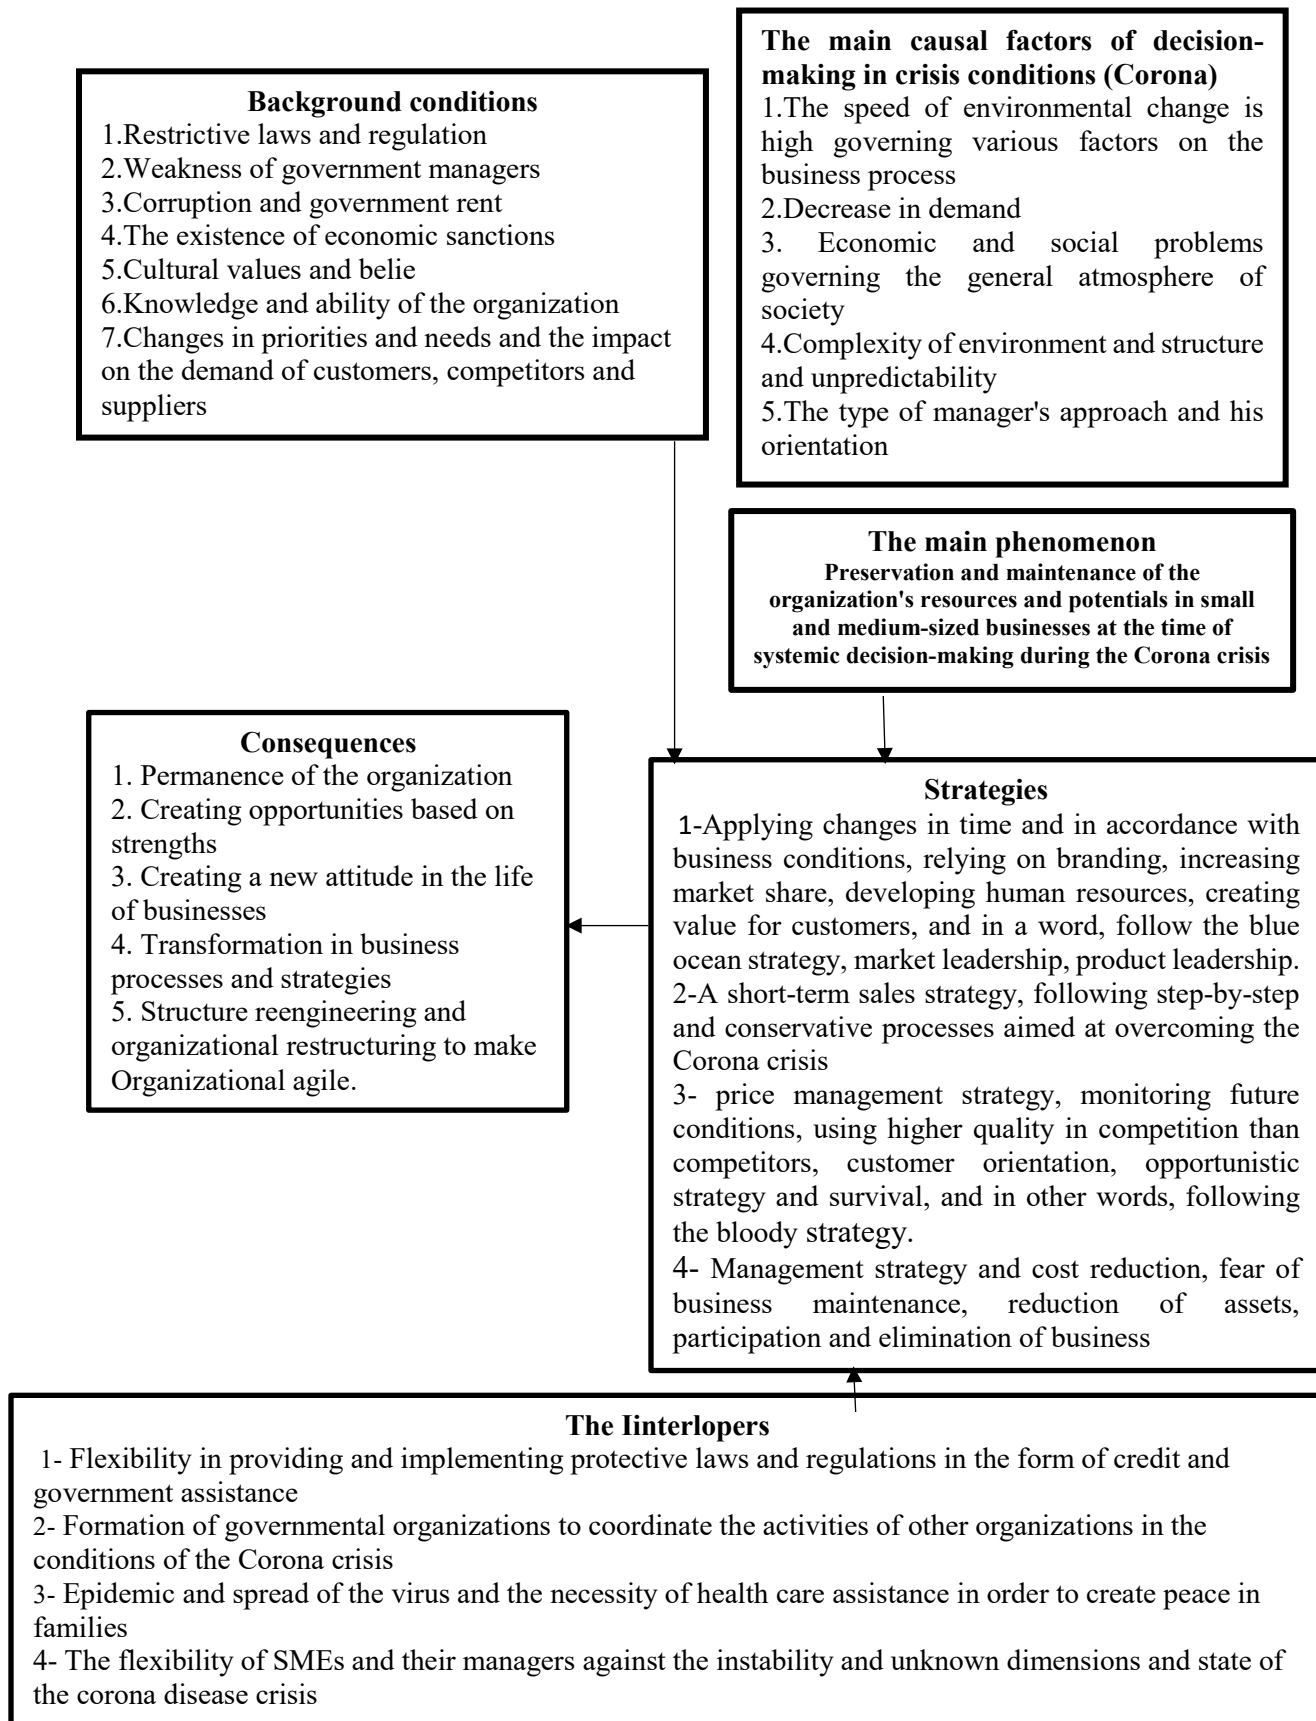 Background conditions
1.Restrictive laws and regulation
2.Weakness of government managers
3.Corruption and government rent
4.The existence of economic sanctions
5.Cultural values and belie
6.Knowledge and ability of the organization
7.Changes in priorities and needs and the impact
on the demand of customers, competitors and
suppliers
The main causal factors of decision-
making in crisis conditions (Corona)
1.The speed of environmental change is
high governing various factors on the
business process
2.Decrease in demand
3. Economic and social problems
governing the general atmosphere of
society
4.Complexity of environment and structure
and unpredictability
5.The type of manager's approach and his
orientation
The main phenomenon
Preservation and maintenance of the
organization's resources and potentials in small
and medium-sized businesses at the time of
systemic decision-making during the Corona crisis
Consequences
1. Permanence of the organization
2. Creating opportunities based on
strengths
3. Creating a new attitude in the life
of businesses
4. Transformation in business
processes and strategies
5. Structure reengineering and
organizational restructuring to make
Organizational agile.
Strategies
1-Applying changes in time and in accordance with
business conditions, relying on branding, increasing
market share, developing human resources, creating
value for customers, and in a word, follow the blue
ocean strategy, market leadership, product leadership.
2-A short-term sales strategy, following step-by-step
and conservative processes aimed at overcoming the
Corona crisis
3- price management strategy, monitoring future
conditions, using higher quality in competition than
competitors, customer orientation, opportunistic
strategy and survival, and in other words, following
the bloody strategy.
4- Management strategy and cost reduction, fear of
business maintenance, reduction of assets,
participation and elimination of business
The Iinterlopers
1- Flexibility in providing and implementing protective laws and regulations in the form of credit and
government assistance
2- Formation of governmental organizations to coordinate the activities of other organizations in the
conditions of the Corona crisis
3- Epidemic and spread of the virus and the necessity of health care assistance in order to create peace in
families
4- The flexibility of SMEs and their managers against the instability and unknown dimensions and state of
the corona disease crisis